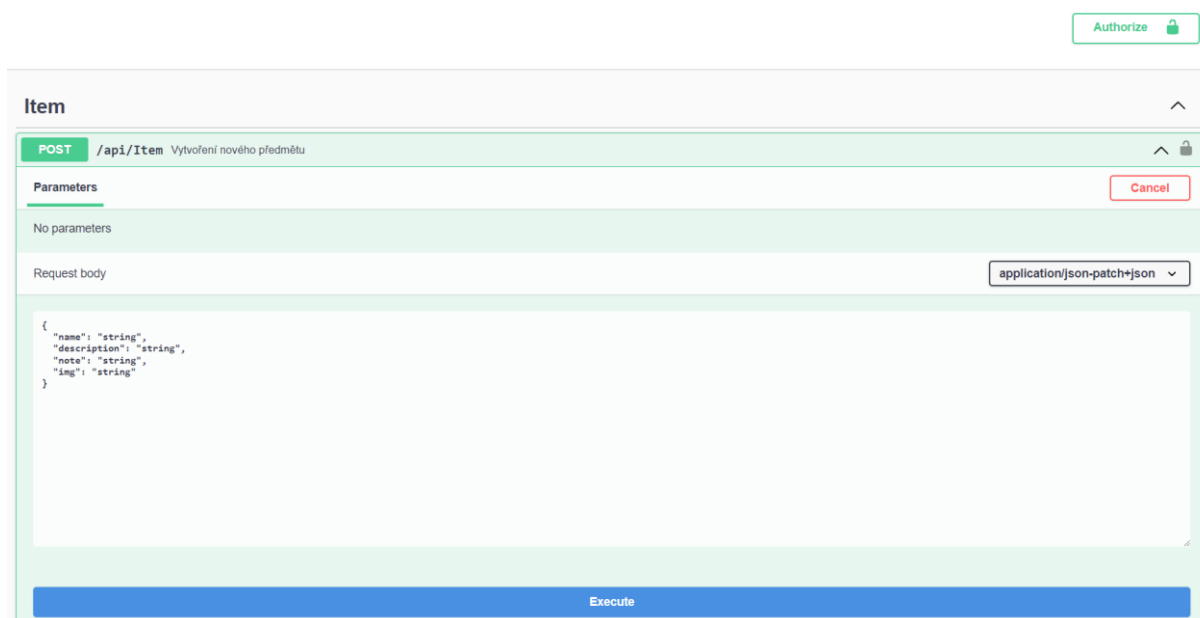 Authorize
Item
POST /api/Item Vytvoření nového předmětu
Parameters
Cancel
No parameters
Request body
application/json-patch+json
{
"name": "string",
"description": "string",
"note": "string",
"img": "string"
}
Execute